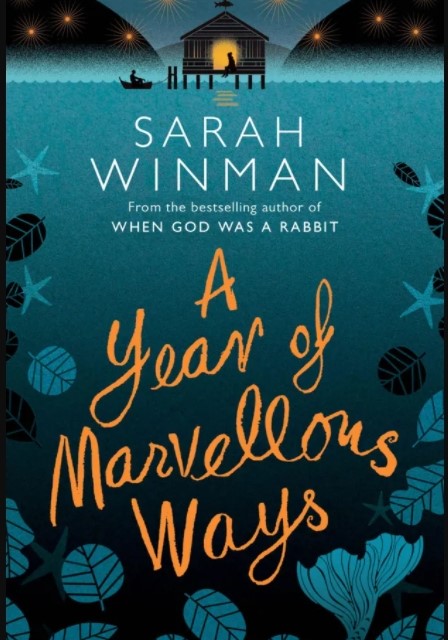 SARAH
WINMAN
From the bestselling author of
WHEN GOD WAS A RABBIT
A
Year of
Marvellous
Ways